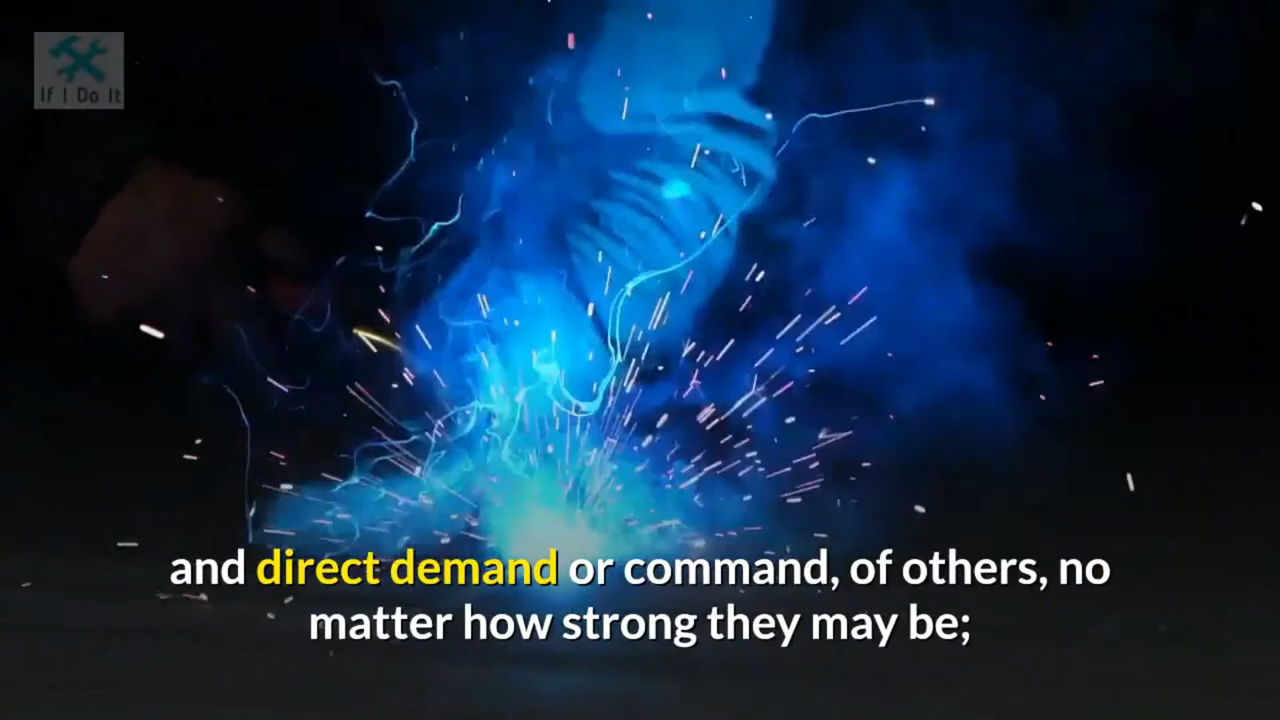 If I Do It
and direct demand or command, of others, no
matter how strong they may be;